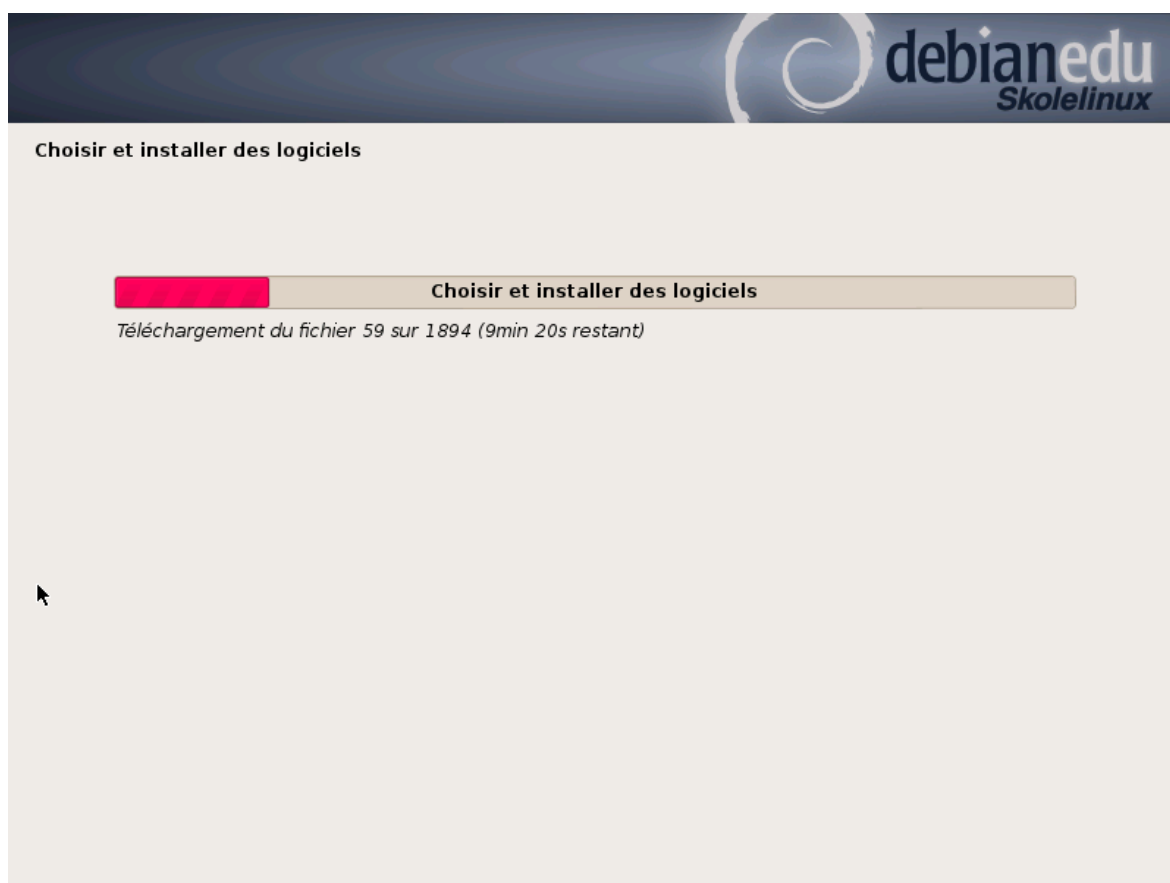 debianedu
Skolelinux
Choisir et installer des logiciels
Choisir et installer des logiciels
Téléchargement du fichier 59 sur 1894 (9min 20s restant)